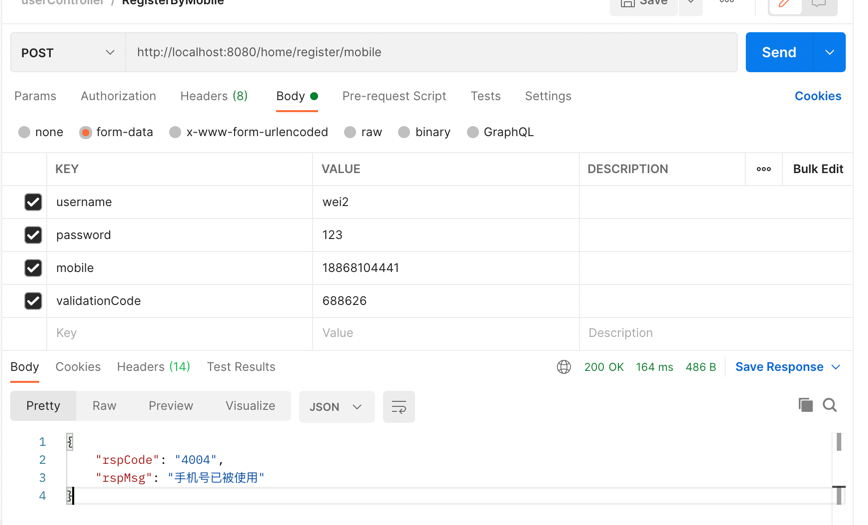 userController / RegisterByMobile Save
POST http://localhost:8080/home/register/mobile Send
Params Authorization Headers (8) Body Pre-request Script Tests Settings Cookies
none form-data x-www-form-urlencoded raw binary GraphQL
KEY VALUE DESCRIPTION Bulk Edit
username wei2
password 123
mobile 18868104441
validationCode 688626
Key Value Description
Body Cookies Headers (14) Test Results 200 OK 164 ms 486 B Save Response
Pretty Raw Preview Visualize JSON
1 {
2 "rspCode": "4004",
3 "rspMsg": "手机号已被使用"
4 }